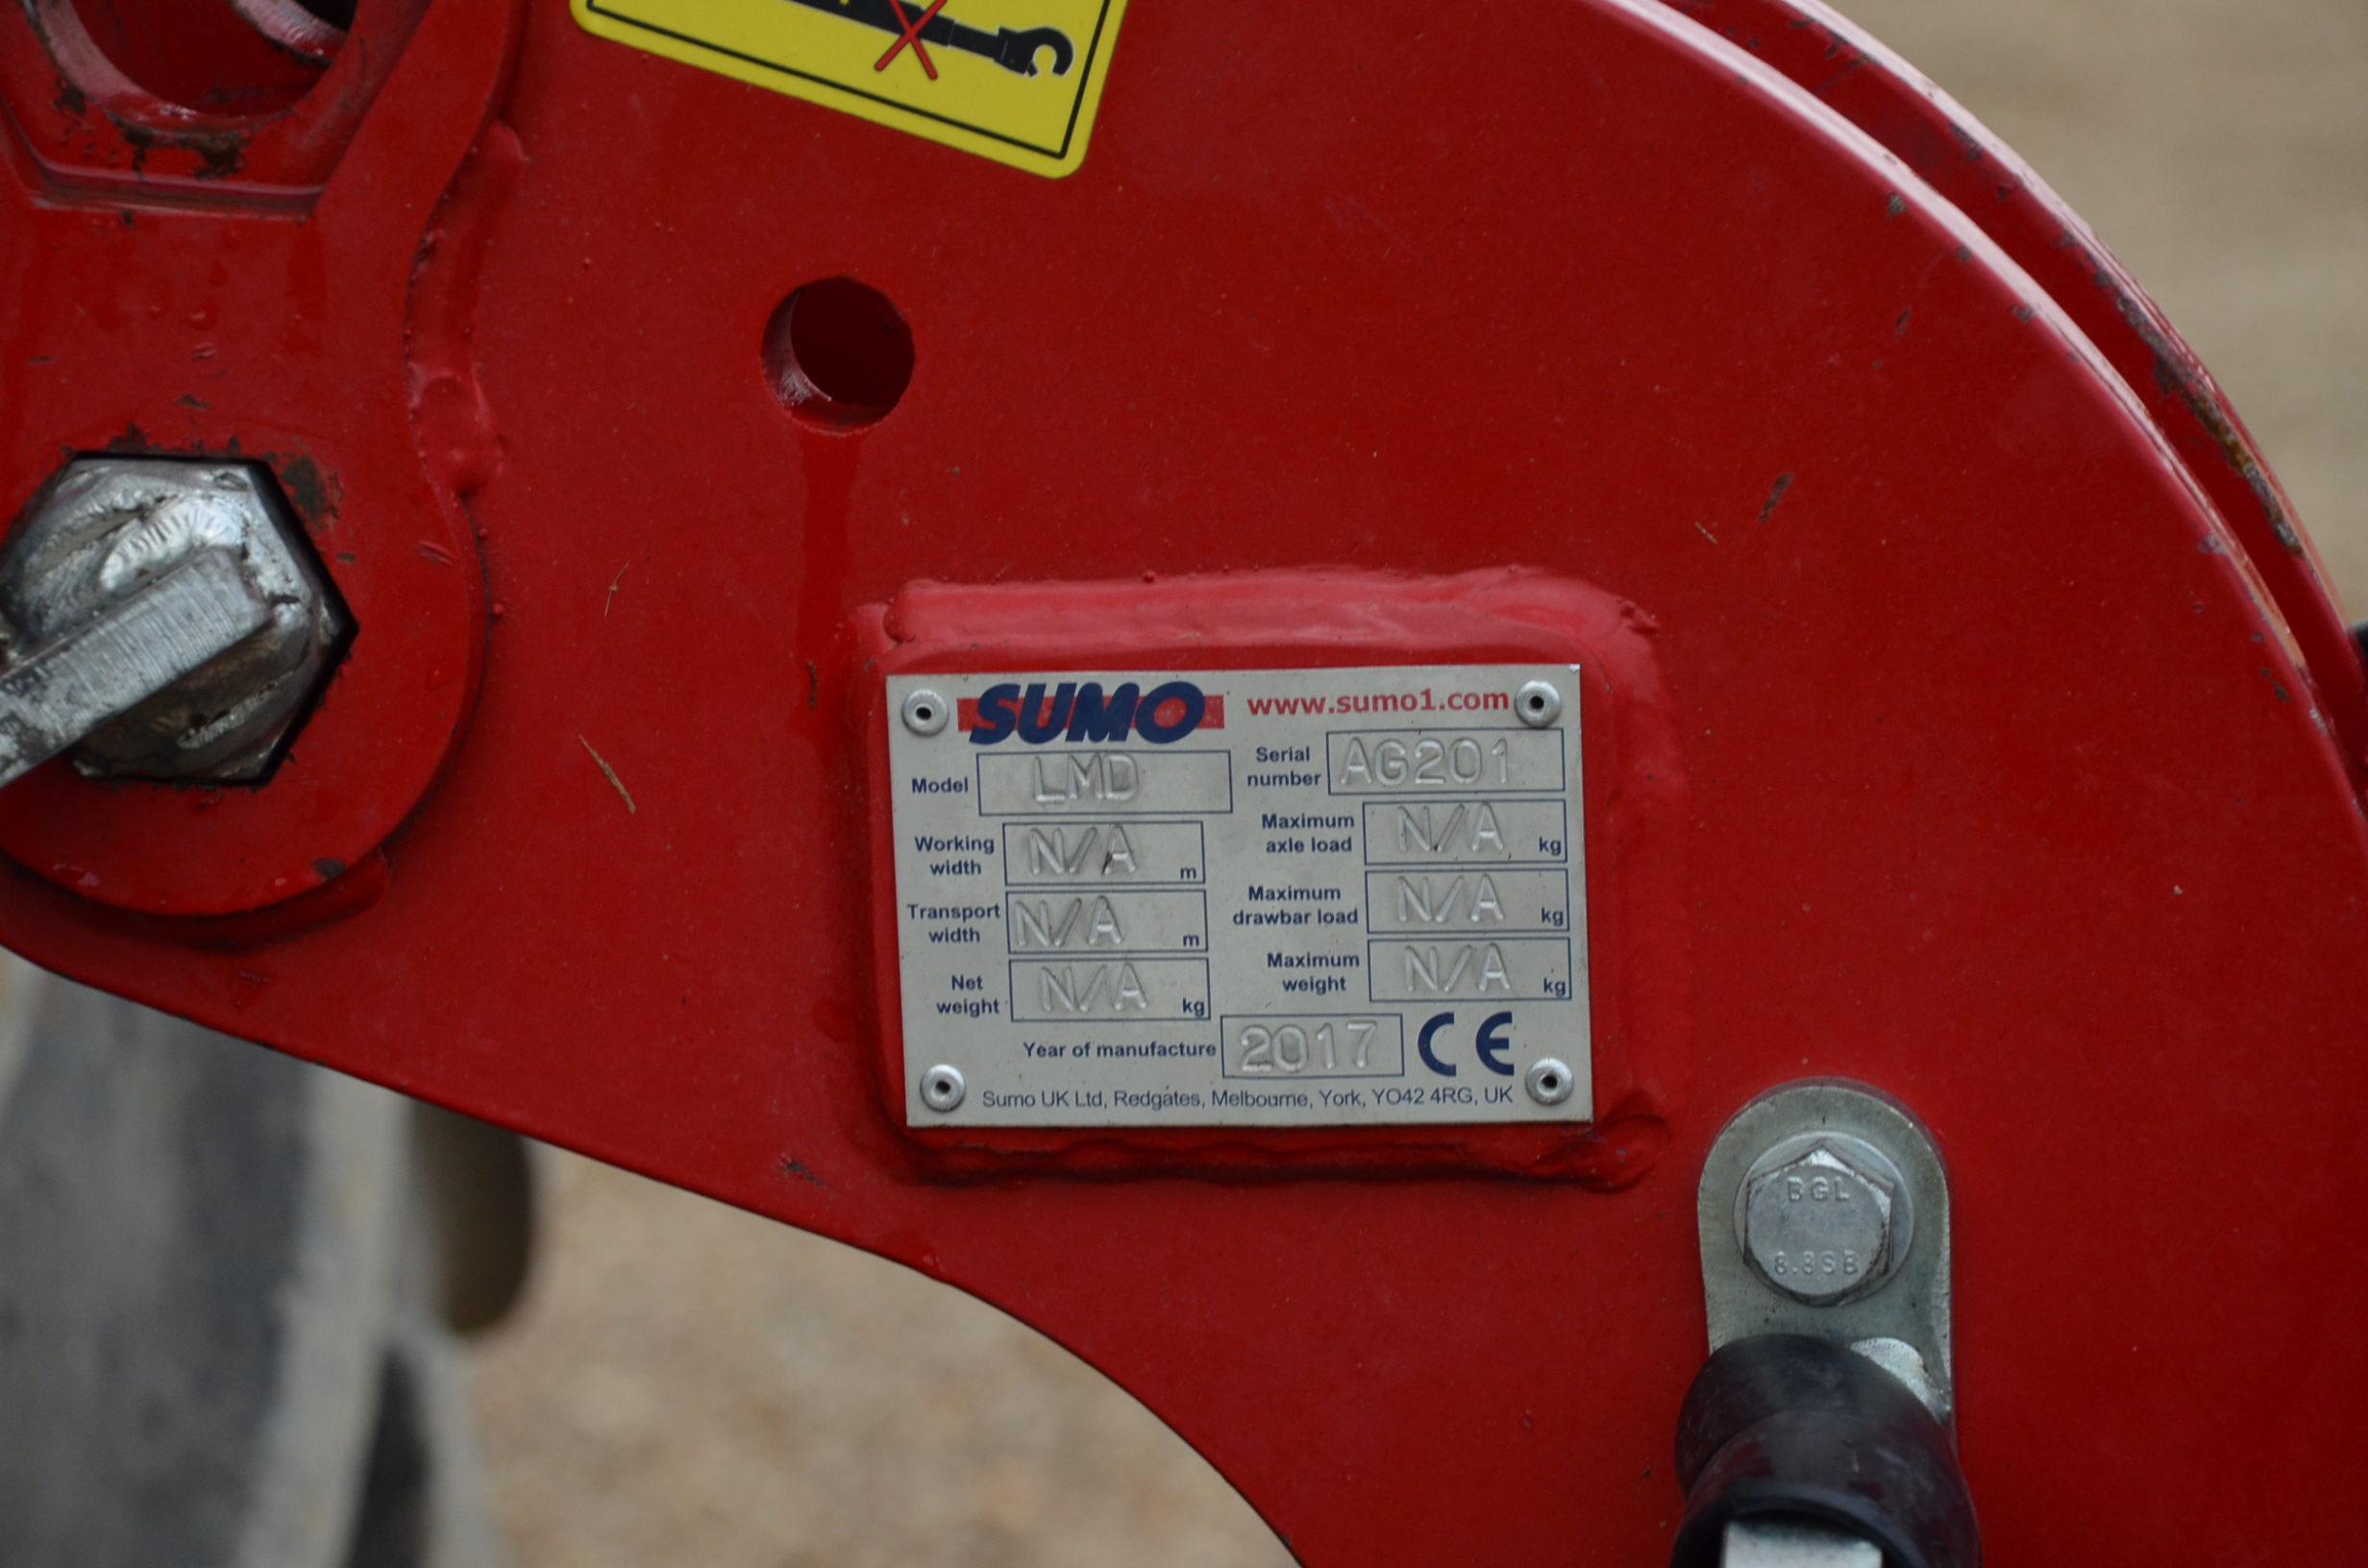 SUMO www.sumo1.com
Model LMD Serial number AG201
Working width N/A m Maximum axle load N/A kg
Transport width N/A m Maximum drawbar load N/A kg
Net weight N/A kg Maximum weight N/A kg
Year of manufacture 2017 CE
Sumo UK Ltd, Redgates, Melbourne, York, YO42 4RG, UK
BGL
8.8SB